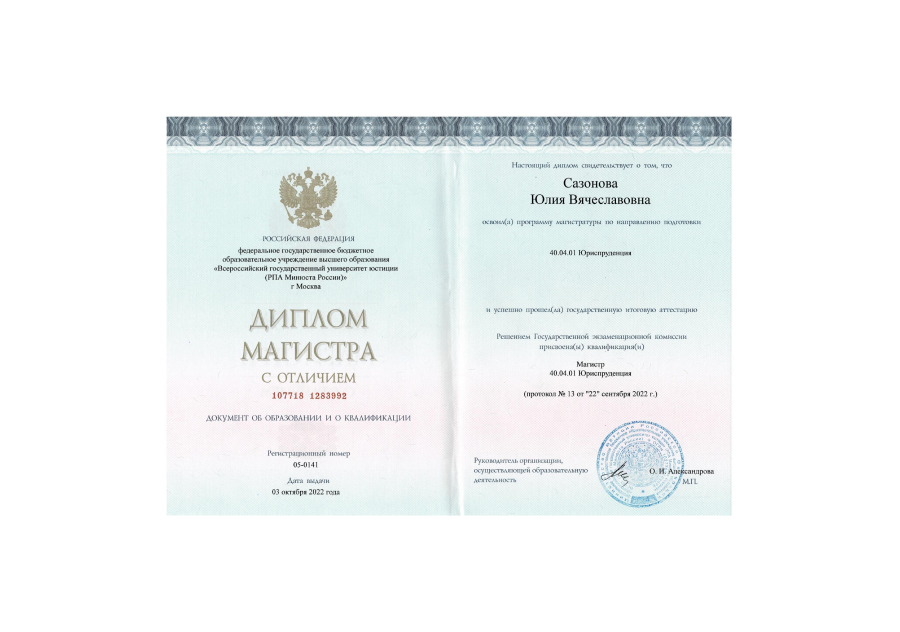 РОССИЙСКАЯ ФЕДЕРАЦИЯ
федеральное государственное бюджетное
образовательное учреждение высшего образования
«Всероссийский государственный университет юстиции
(РПА Минюста России)»
г Москва
ДИПЛОМ
МАГИСТРА
С ОТЛИЧИЕМ
107718 1283992
ДОКУМЕНТ ОБ ОБРАЗОВАНИИ И О КВАЛИФИКАЦИИ
Регистрационный номер
05-0141
Дата выдачи
03 октября 2022 года
Настоящий диплом свидетельствует о том, что
Сазонова
Юлия Вячеславовна
освоил(а) программу магистратуры по направлению подготовки
40.04.01 Юриспруденция
и успешно прошел(ла) государственную итоговую аттестацию
Решением Государственной экзаменационной комиссии
присвоена(ы) квалификация(и)
Магистр
40.04.01 Юриспруденция
(протокол № 13 от "22" сентября 2022 г.)
Руководитель организации,
осуществляющей образовательную
деятельность
О. И. Александрова
М.П.